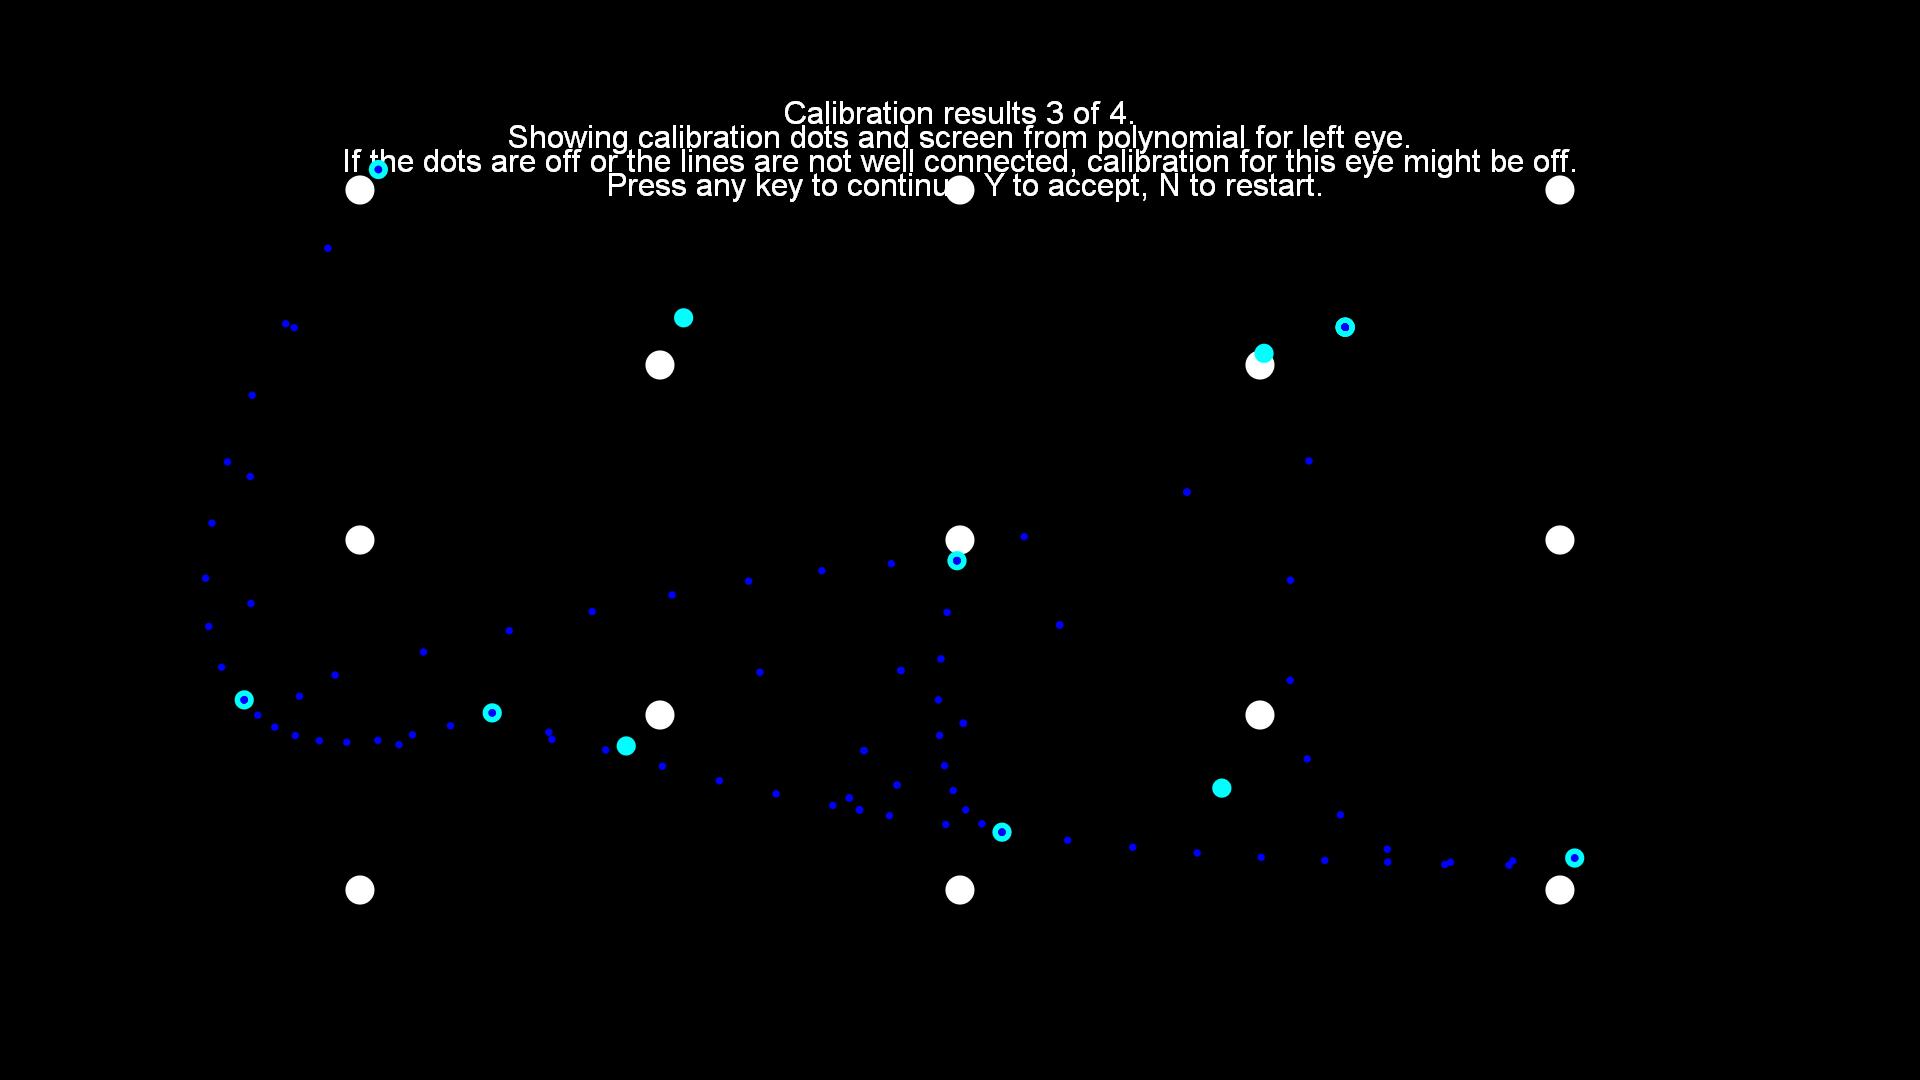 Calibration results 3 of 4.
Showing calibration dots and screen from polynomial for left eye.
If the dots are off or the lines are not well connected, calibration for this eye might be off.
Press any key to continue, Y to accept, N to restart.